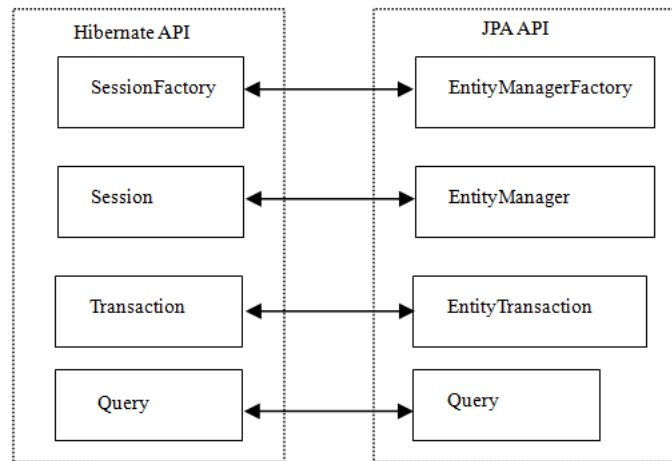 Hibernate API
JPA API
SessionFactory
EntityManagerFactory
Session
EntityManager
Transaction
EntityTransaction
Query
Query